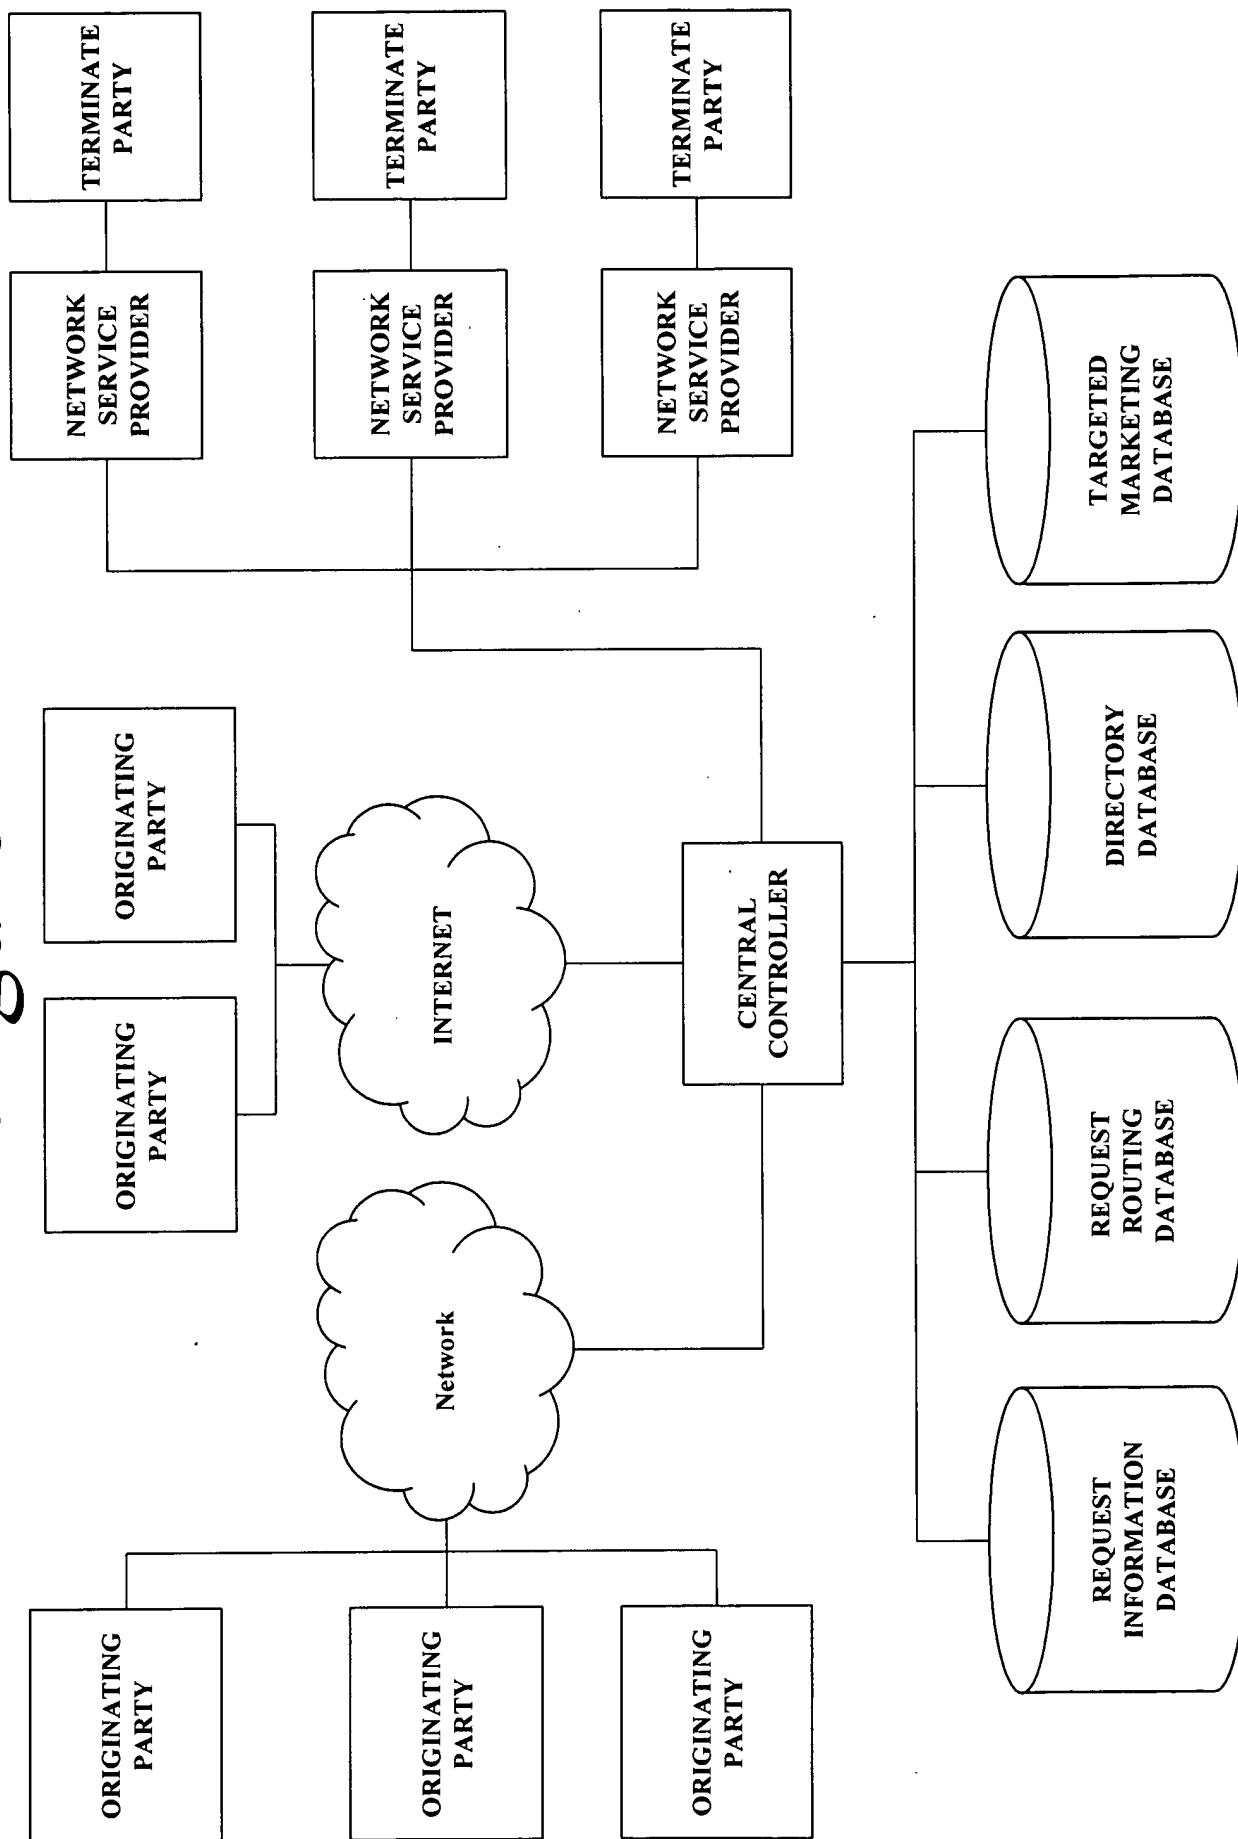 ORIGINATING
PARTY
ORIGINATING
PARTY
ORIGINATING
PARTY
ORIGINATING
PARTY
ORIGINATING
PARTY
Network
INTERNET
CENTRAL
CONTROLLER
NETWORK
SERVICE
PROVIDER
TERMINATE
PARTY
NETWORK
SERVICE
PROVIDER
TERMINATE
PARTY
NETWORK
SERVICE
PROVIDER
TERMINATE
PARTY
REQUEST
INFORMATION
DATABASE
REQUEST
ROUTING
DATABASE
DIRECTORY
DATABASE
TARGETED
MARKETING
DATABASE